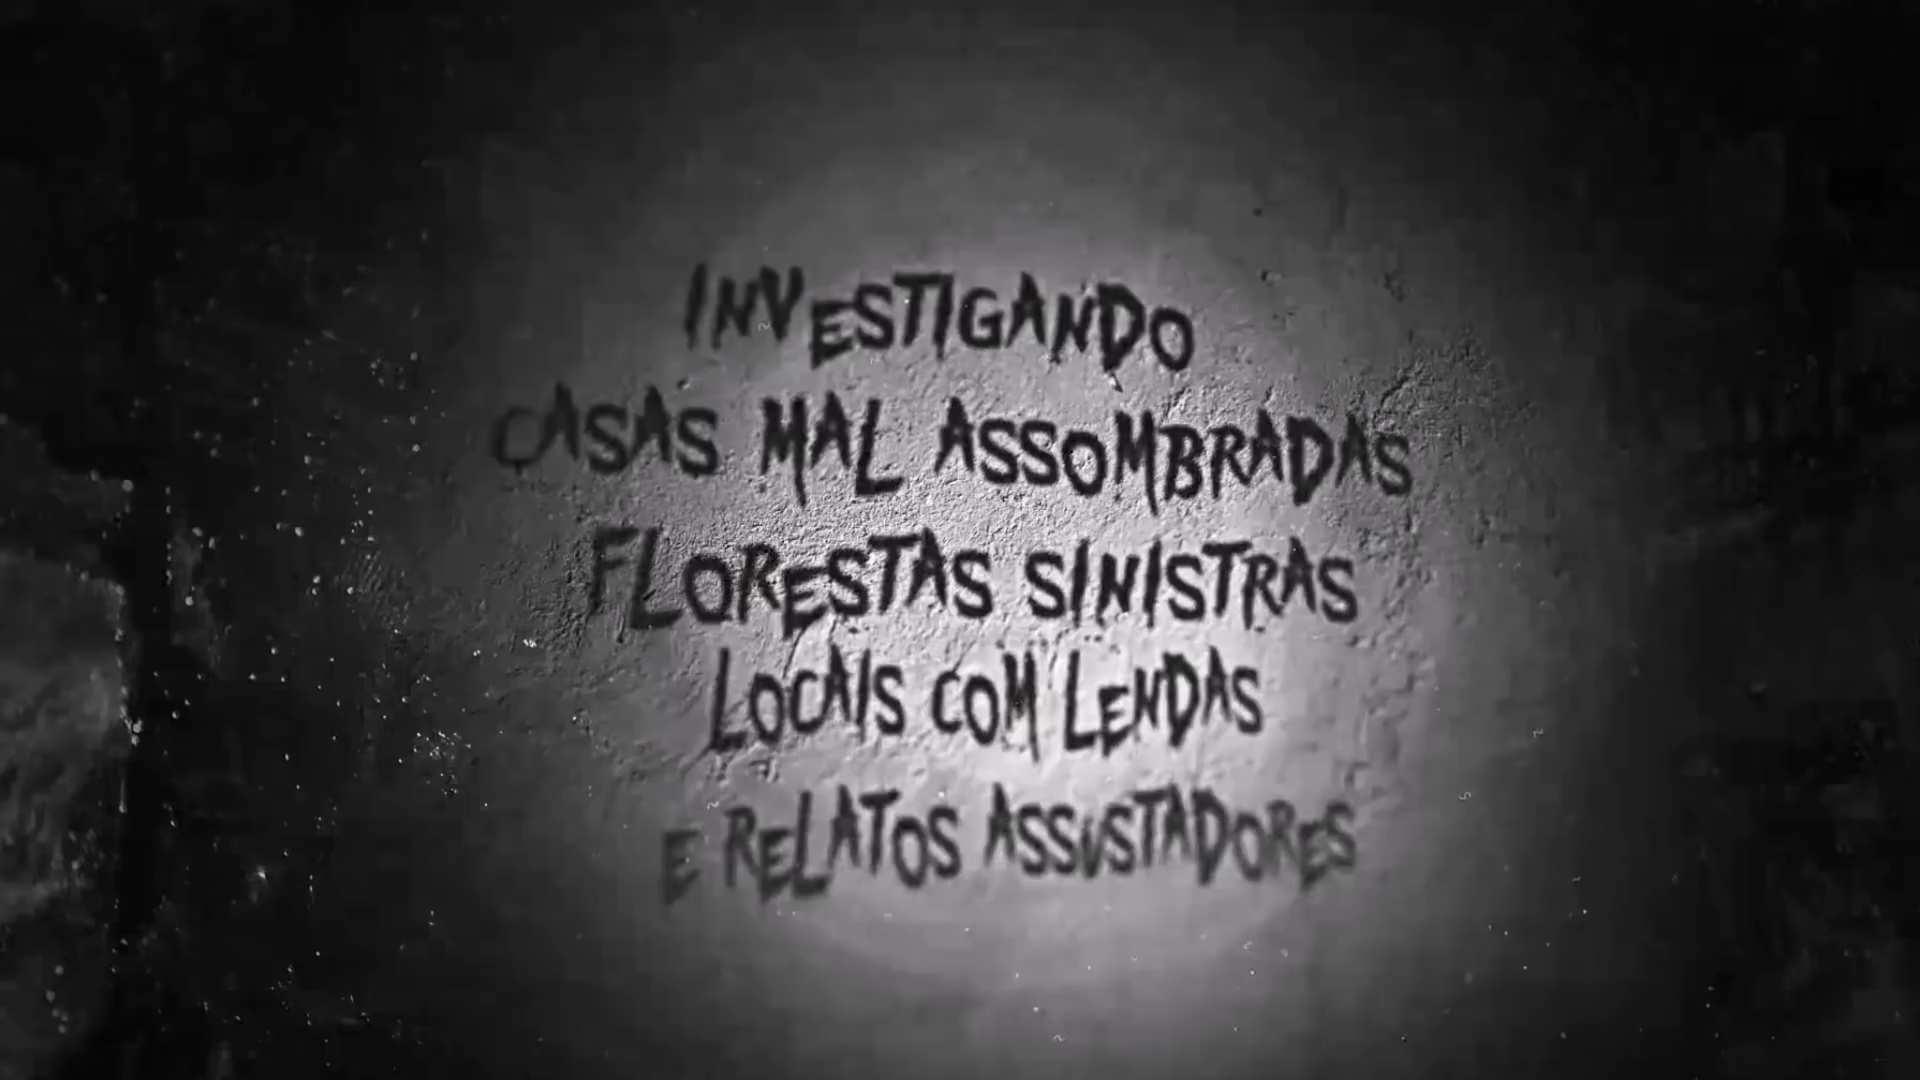 INVESTIGANDO
CASAS MAL ASSOMBRADAS
FLORESTAS SINISTRAS
LOCAIS COM LENDAS
E RELATOS ASSUSTADORES